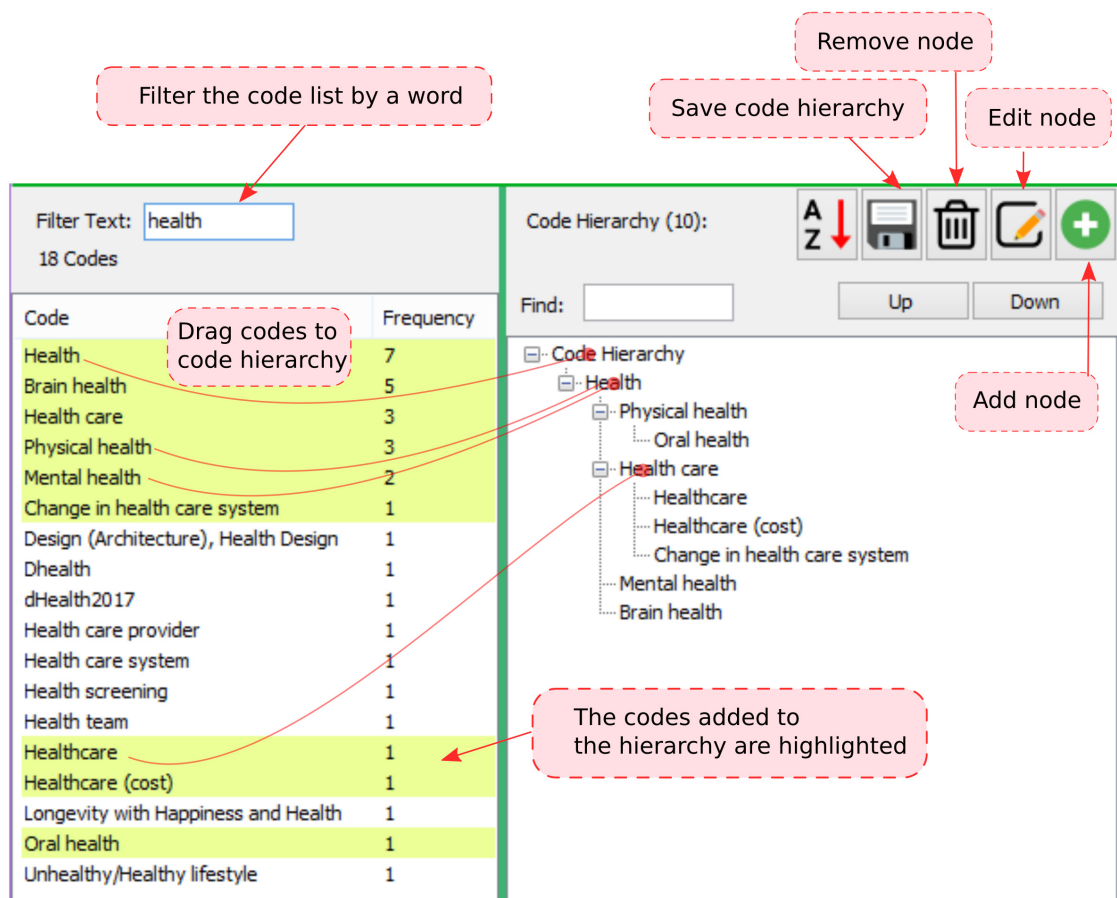 Remove node
Filter the code list by a word
Save code hierarchy
Edit node
Filter Text: health
18 Codes
Code Hierarchy (10):
A
Z
Find:
Up
Down
Code
Frequency
Drag codes to
code hierarchy
Health 7
Brain health 5
Health care 3
Physical health 3
Mental health 2
Change in health care system 1
Design (Architecture), Health Design 1
Dhealth 1
dHealth2017 1
Health care provider 1
Health care system 1
Health screening 1
Health team 1
Healthcare 1
Healthcare (cost) 1
Longevity with Happiness and Health 1
Oral health 1
Unhealthy/Healthy lifestyle 1
Code Hierarchy
Health
Physical health
Oral health
Health care
Healthcare
Healthcare (cost)
Change in health care system
Mental health
Brain health
Add node
The codes added to
the hierarchy are highlighted